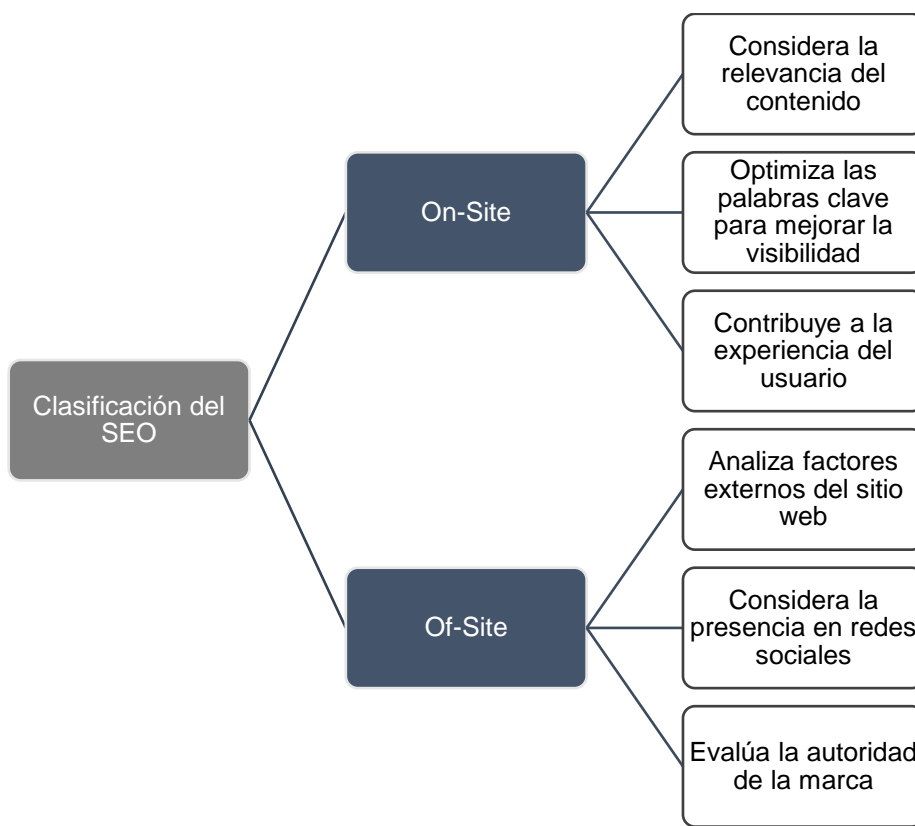 Clasificación del
SEO
On-Site
Considera la
relevancia del
contenido
Optimiza las
palabras clave
para mejorar la
visibilidad
Contribuye a la
experiencia del
usuario
Of-Site
Analiza factores
externos del sitio
web
Considera la
presencia en redes
sociales
Evalúa la autoridad
de la marca